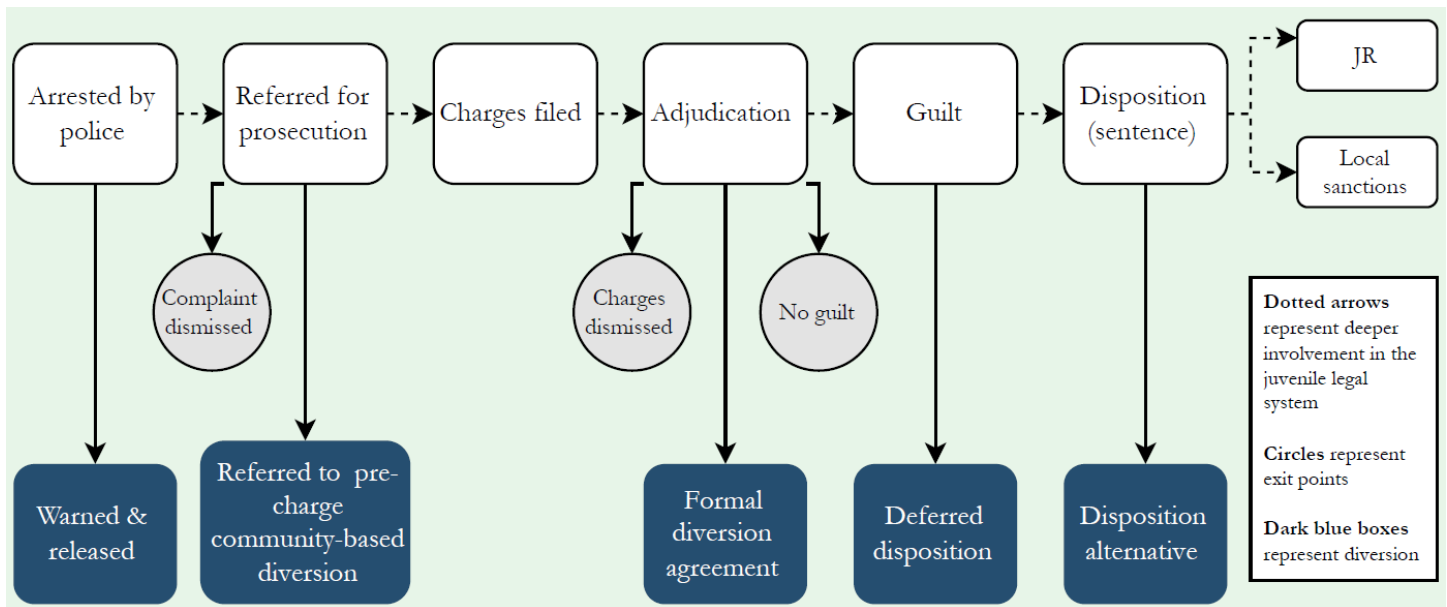 Arrested by
police
Referred for
prosecution
Charges filed
Adjudication
Guilt
Disposition
(sentence)
JR
Local
sanctions
Complaint
dismissed
Charges
dismissed
No guilt
Warned &
released
Referred to pre-
charge
community-based
diversion
Formal
diversion
agreement
Deferred
disposition
Disposition
alternative
Dotted arrows
represent deeper
involvement in the
juvenile legal
system
Circles represent
exit points
Dark blue boxes
represent diversion